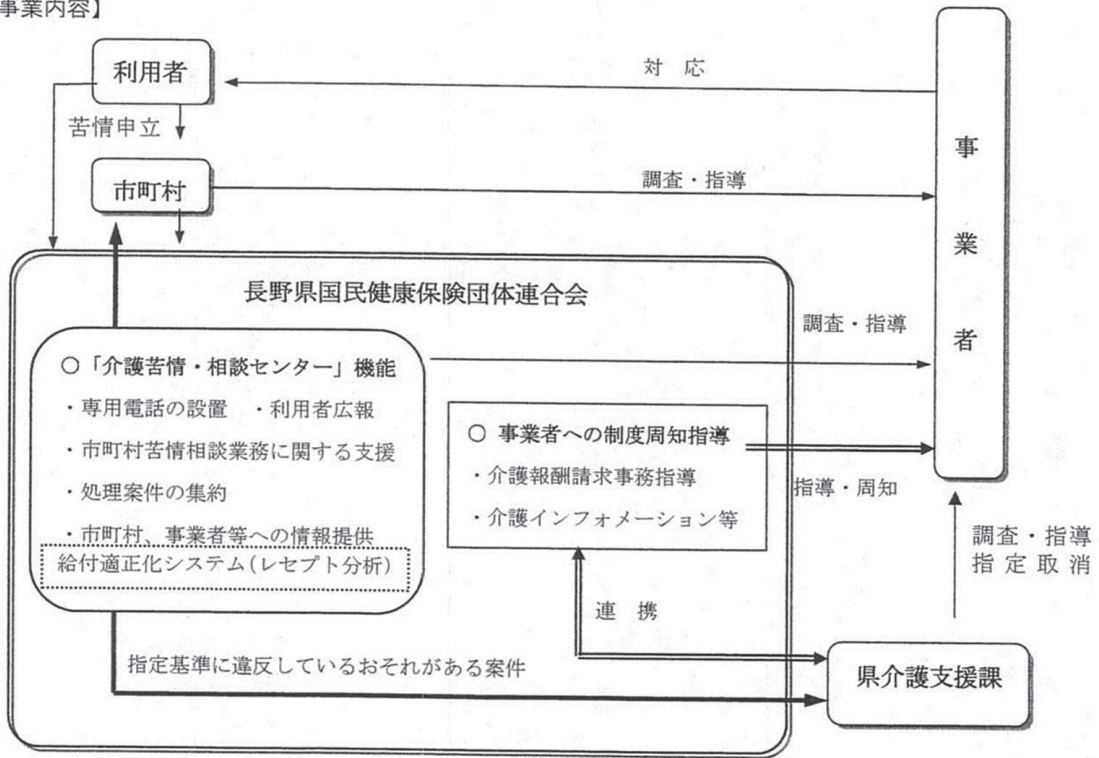 事業内容】
利用者
対 応
苦情申立
市町村
調査・指導
事業者
長野県国民健康保険団体連合会
調査・指導
○「介護苦情・相談センター」機能
・専用電話の設置 ・利用者広報
・市町村苦情相談業務に関する支援
・処理案件の集約
・市町村、事業者等への情報提供
給付適正化システム(レセプト分析)
○ 事業者への制度周知指導
・介護報酬請求事務指導
・介護インフォメーション等
指導・周知
調査・指導
指定取消
連 携
指定基準に違反しているおそれがある案件
県介護支援課